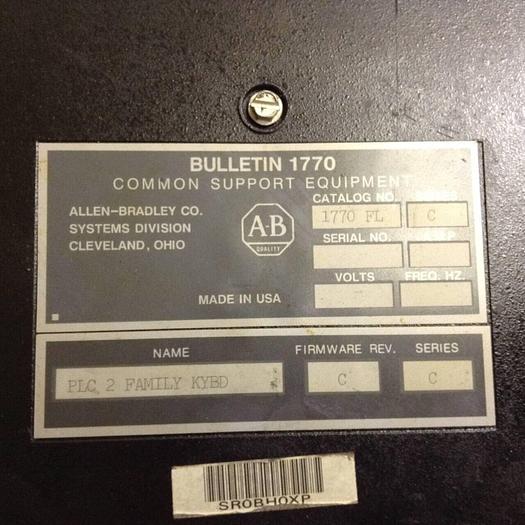 BULLETIN 1770
COMMON SUPPORT EQUIPMENT
ALLEN-BRADLEY CO.
SYSTEMS DIVISION
CLEVELAND, OHIO
A-B
QUALITY
MADE IN USA
CATALOG NO. SERIES
1770 FL C
SERIAL NO.
VOLTS FREQ. HZ.
NAME FIRMWARE REV. SERIES
PLC 2 FAMILY KYBD C C
SR0BH0XP